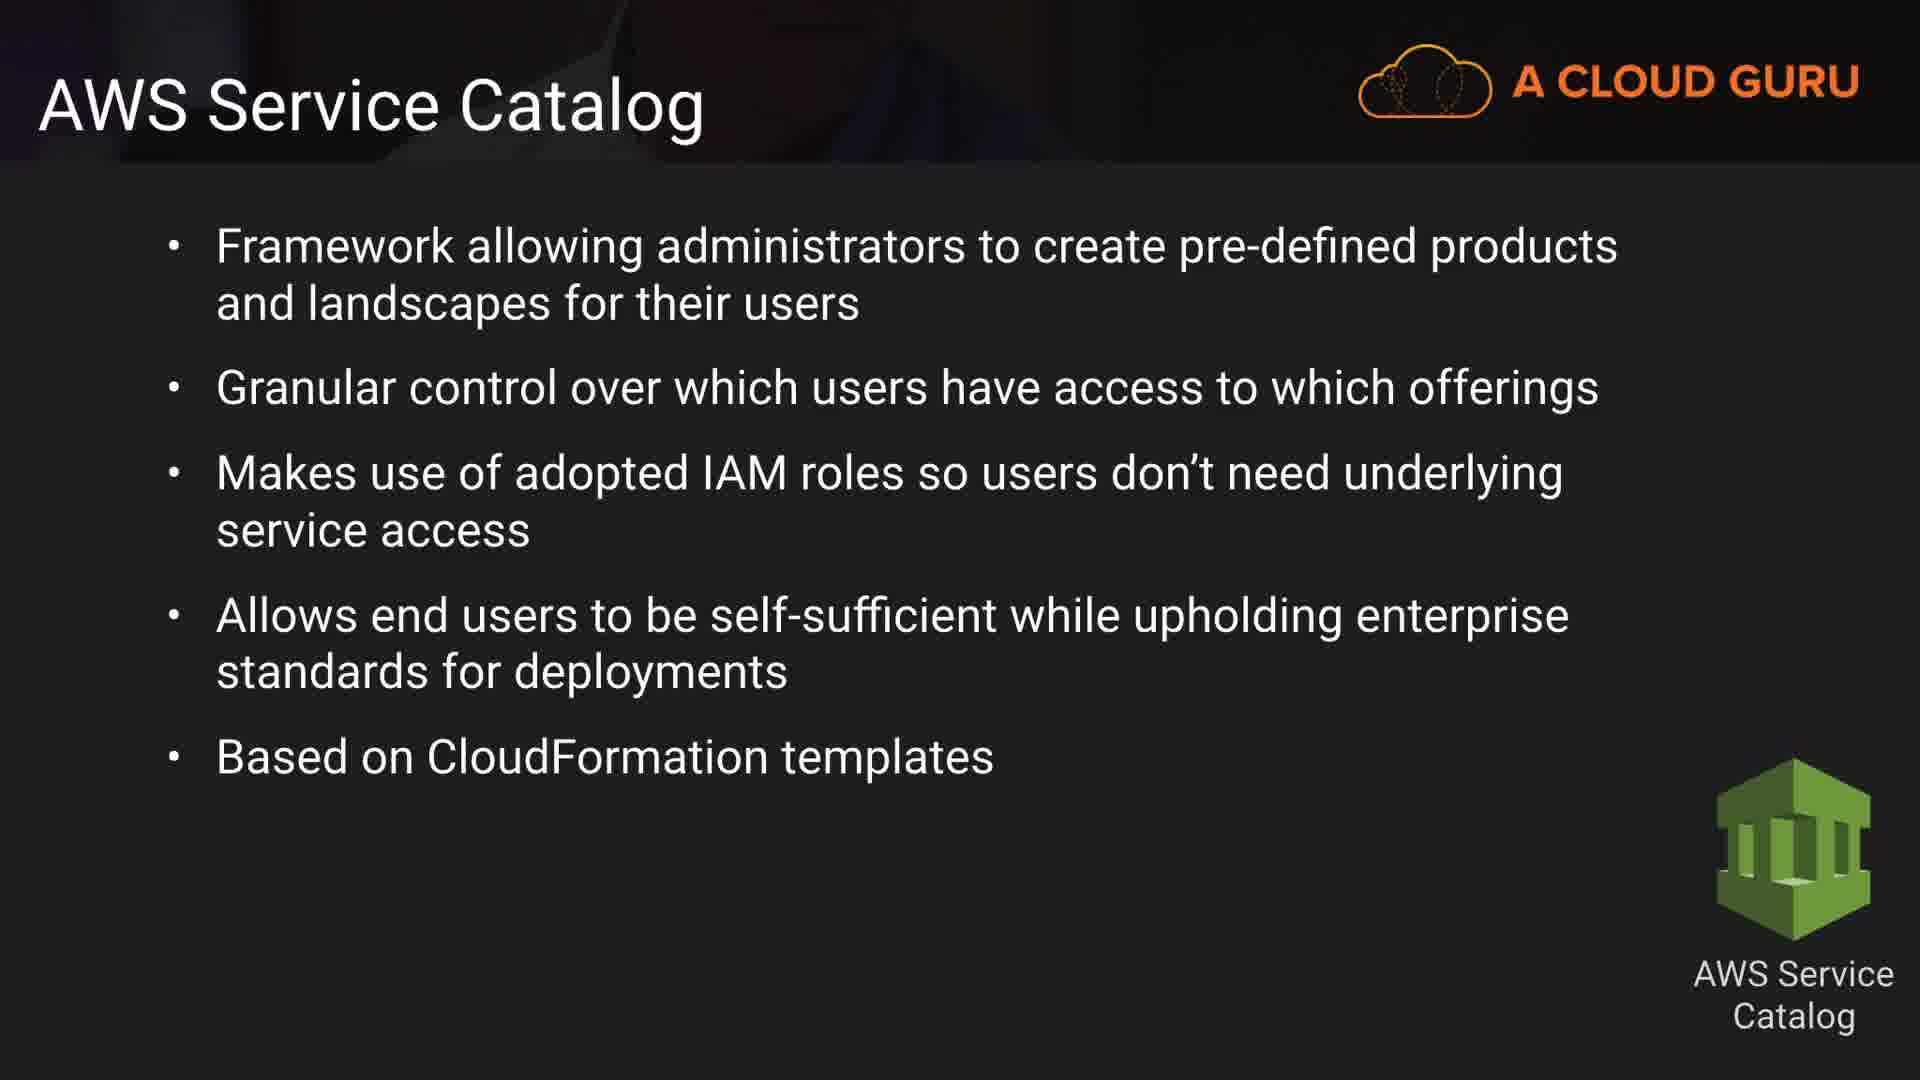 AWS Service Catalog
A CLOUD GURU
• Framework allowing administrators to create pre-defined products
and landscapes for their users
• Granular control over which users have access to which offerings
• Makes use of adopted IAM roles so users don’t need underlying
service access
• Allows end users to be self-sufficient while upholding enterprise
standards for deployments
• Based on CloudFormation templates
AWS Service
Catalog